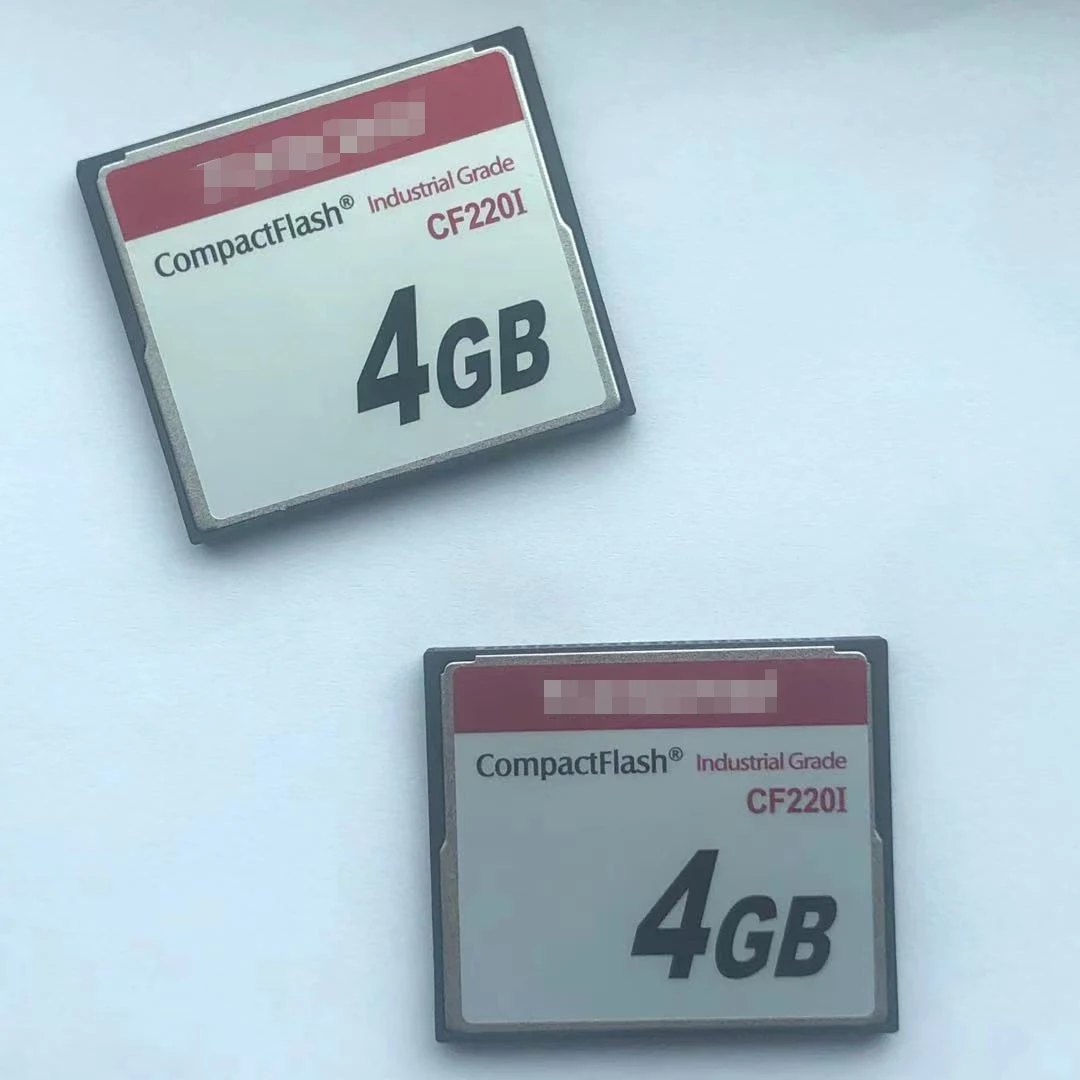 CompactFlash® Industrial Grade
CF220I
4GB
CompactFlash® Industrial Grade
CF220I
4GB